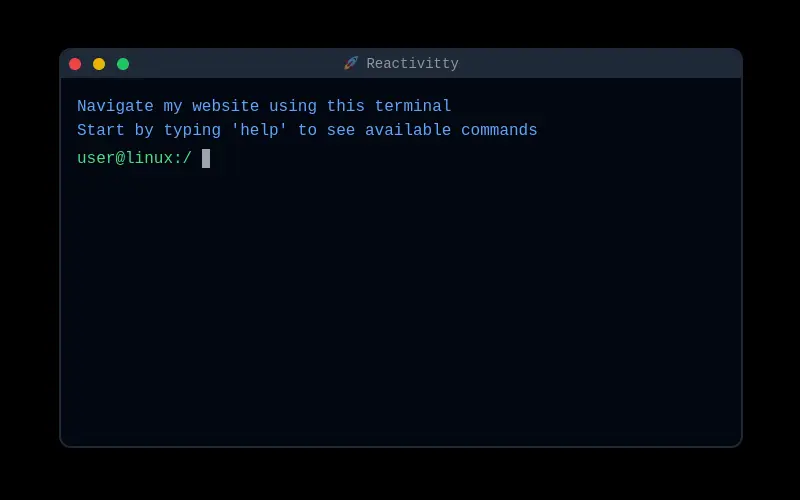 🚀 Reactivitty
Navigate my website using this terminal
Start by typing 'help' to see available commands
user@linux:/